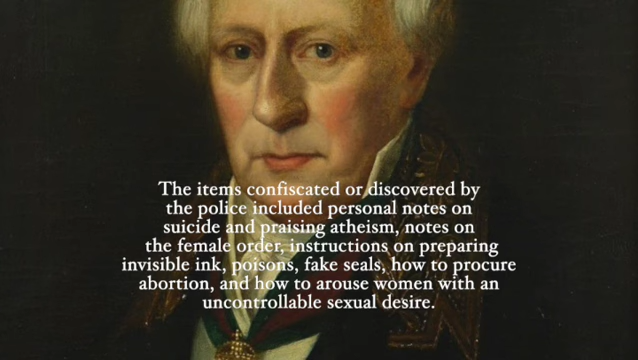 The items confiscated or discovered by
the police included personal notes on
suicide and praising atheism, notes on
the female order, instructions on preparing
invisible ink, poisons, fake seals, how to procure
abortion, and how to arouse women with an
uncontrollable sexual desire.